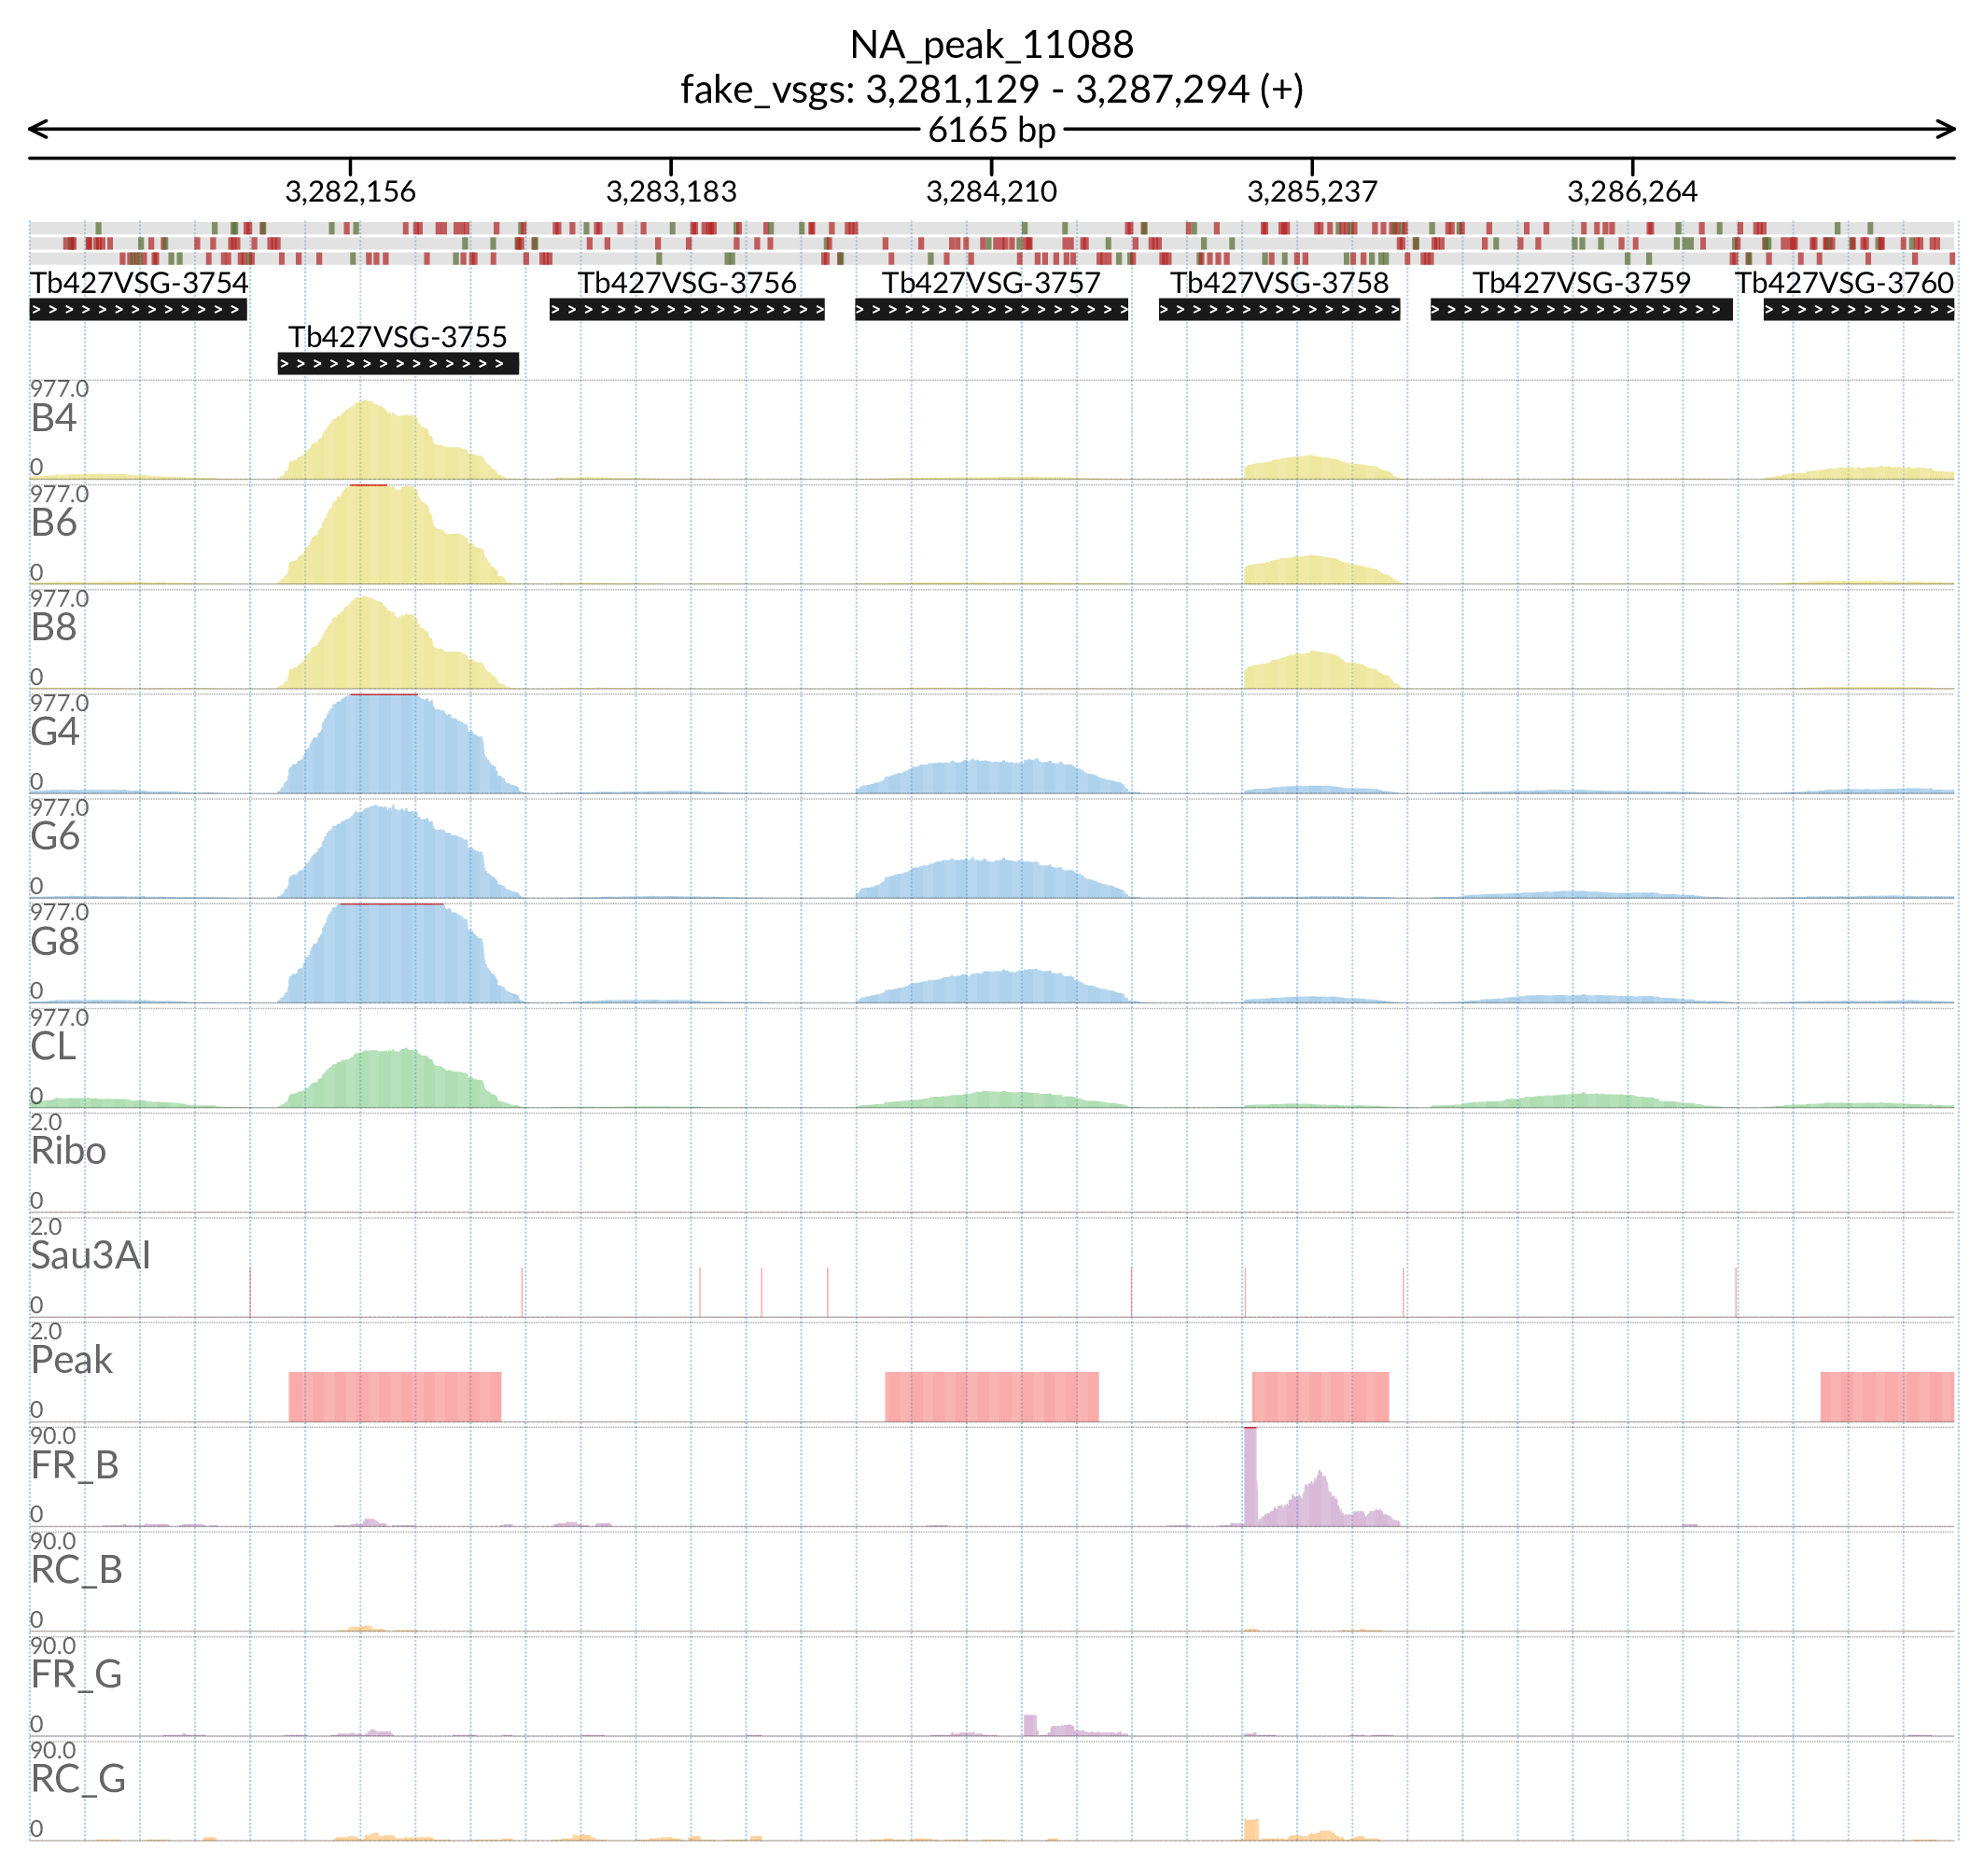 NA_peak_11088
fake_vsgs: 3,281,129 - 3,287,294 (+)
6165 bp
3,282,156 3,283,183 3,284,210 3,285,237 3,286,264
Tb427VSG-3754 Tb427VSG-3756 Tb427VSG-3757 Tb427VSG-3758 Tb427VSG-3759 Tb427VSG-3760
Tb427VSG-3755
977.0
B4
0
977.0
B6
0
977.0
B8
0
977.0
G4
0
977.0
G6
0
977.0
G8
0
977.0
CL
0
2.0
Ribo
0
2.0
Sau3AI
0
2.0
Peak
0
90.0
FR_B
0
90.0
RC_B
0
90.0
FR_G
0
90.0
RC_G
0